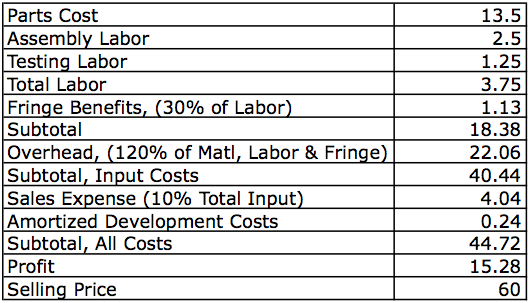 Parts Cost 13.5
Assembly Labor 2.5
Testing Labor 1.25
Total Labor 3.75
Fringe Benefits, (30% of Labor) 1.13
Subtotal 18.38
Overhead, (120% of Matl, Labor & Fringe) 22.06
Subtotal, Input Costs 40.44
Sales Expense (10% Total Input) 4.04
Amortized Development Costs 0.24
Subtotal, All Costs 44.72
Profit 15.28
Selling Price 60